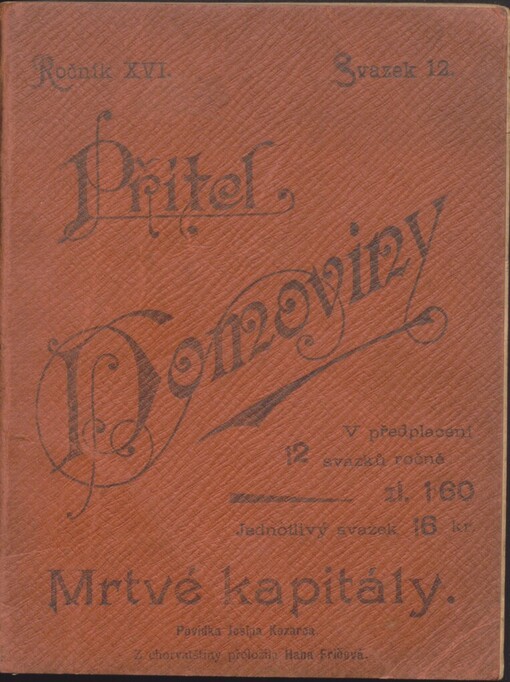 Ročník XVI. Svazek 12.
Přítel
Domoviny
V předplacení
12 svazků ročně
zl. 1·60
Jednotlivý svazek 16 kr.
Mrtvé kapitály.
Povídka Josipa Kozarca
Z chorvatštiny přeložila Hana Fričová.